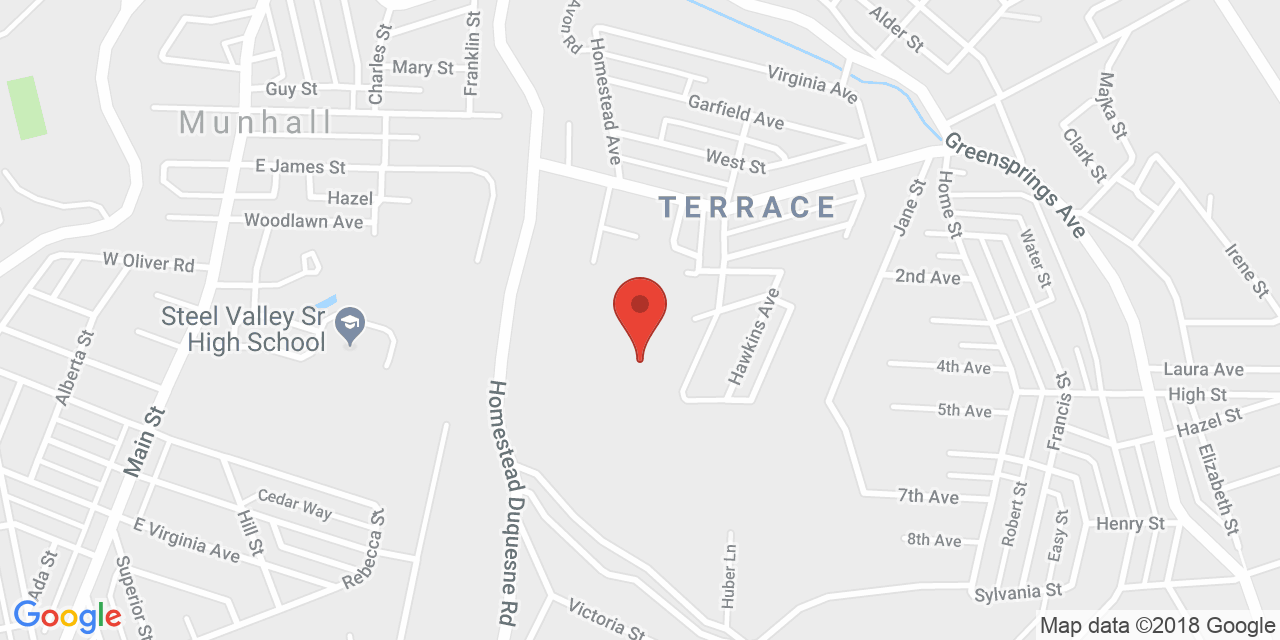 Alder St
Avon Rd
Charles St
Franklin St
Mary St
Homestead Ave
Virginia Ave
Majka St
Guy St
Garfield Ave
Munhall
Clark St
Greensprings Ave
E James St
West St
Hazel
TERRACE
Jane St
Home St
Woodlawn Ave
Water St
Irene St
W Oliver Rd
2nd Ave
Steel Valley Sr
High School
Hawkins Ave
Alberta St
4th Ave
Laura Ave
High St
5th Ave
Francis St
Hazel St
Main St
Homestead Duquesne Rd
Elizabeth St
Cedar Way
7th Ave
Robert St
Hill St
Rebecca St
E Virginia Ave
Henry St
Easy St
8th Ave
Ada St
Superior St
Huber Ln
Sylvania St
Victoria St
Google
Map data ©2018 Google